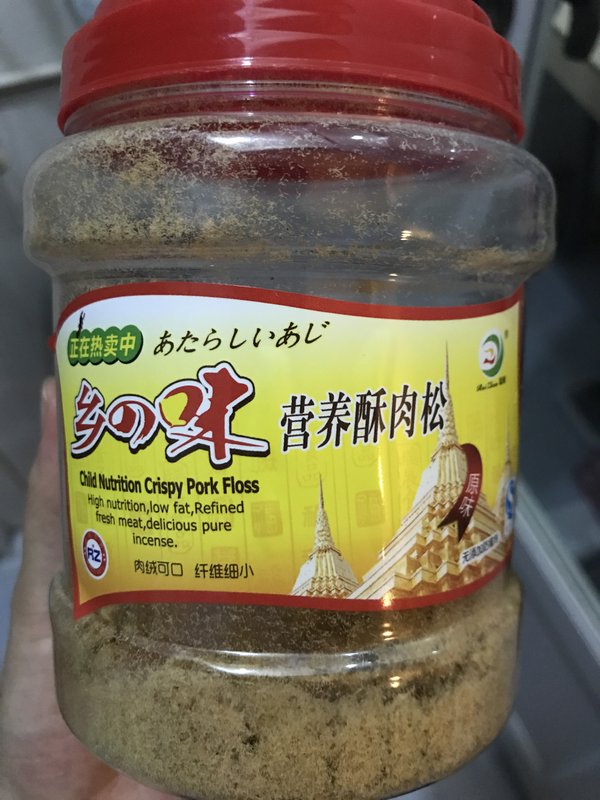 正在热卖中
あたらしいあじ
乡の味
营养酥肉松
Child Nutrition Crispy Pork Floss
High nutrition,low fat,Refined
fresh meat,delicious pure
incense.
RZ
肉绒可口 纤维细小
原味